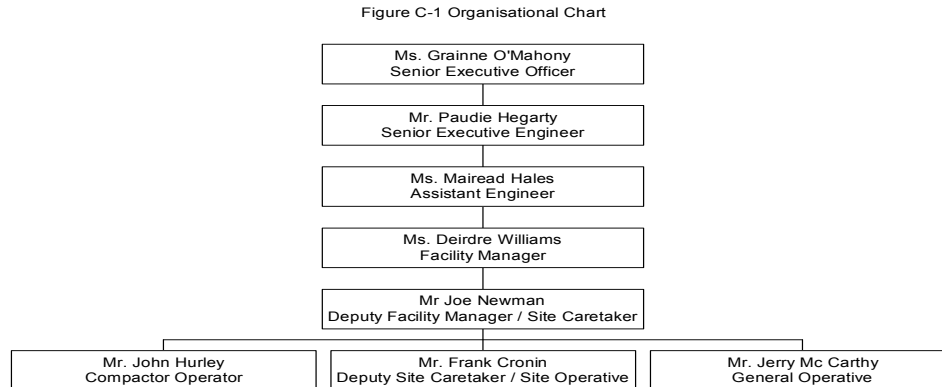 Figure C-1 Organisational Chart
Ms. Grainne O'Mahony
Senior Executive Officer
Mr. Paudie Hegarty
Senior Executive Engineer
Ms. Mairead Hales
Assistant Engineer
Ms. Deirdre Williams
Facility Manager
Mr Joe Newman
Deputy Facility Manager / Site Caretaker
Mr. John Hurley
Compactor Operator
Mr. Frank Cronin
Deputy Site Caretaker / Site Operative
Mr. Jerry Mc Carthy
General Operative